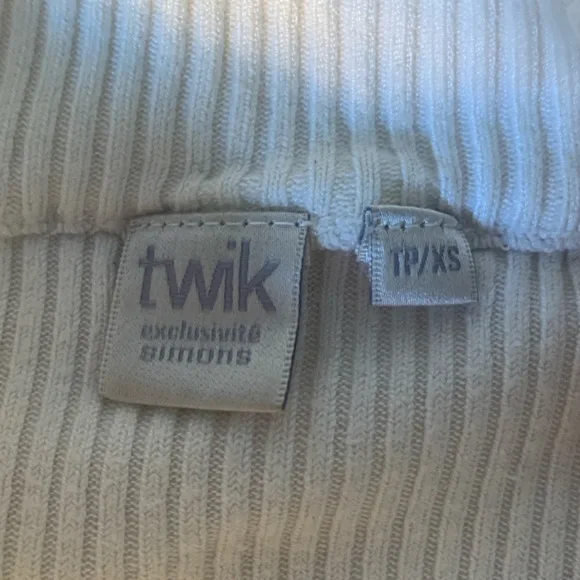 twik
exclusivité
simons
TP/XS